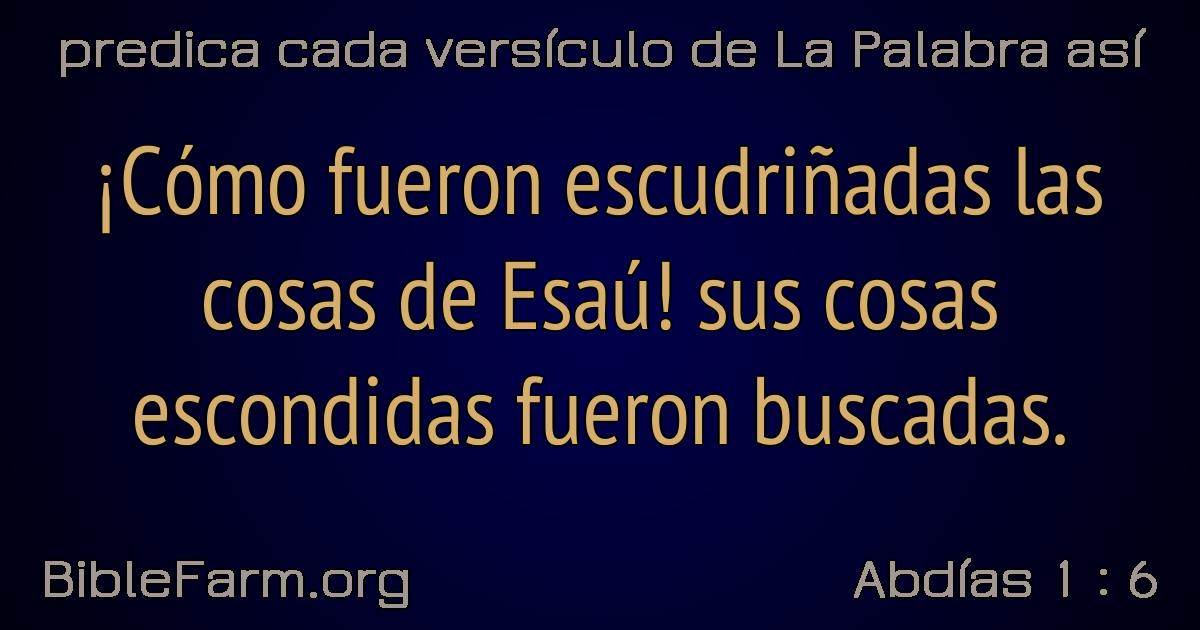 predica cada versículo de La Palabra así
¡Cómo fueron escudriñadas las
cosas de Esaú! sus cosas
escondidas fueron buscadas.
BibleFarm.org
Abdías 1 : 6